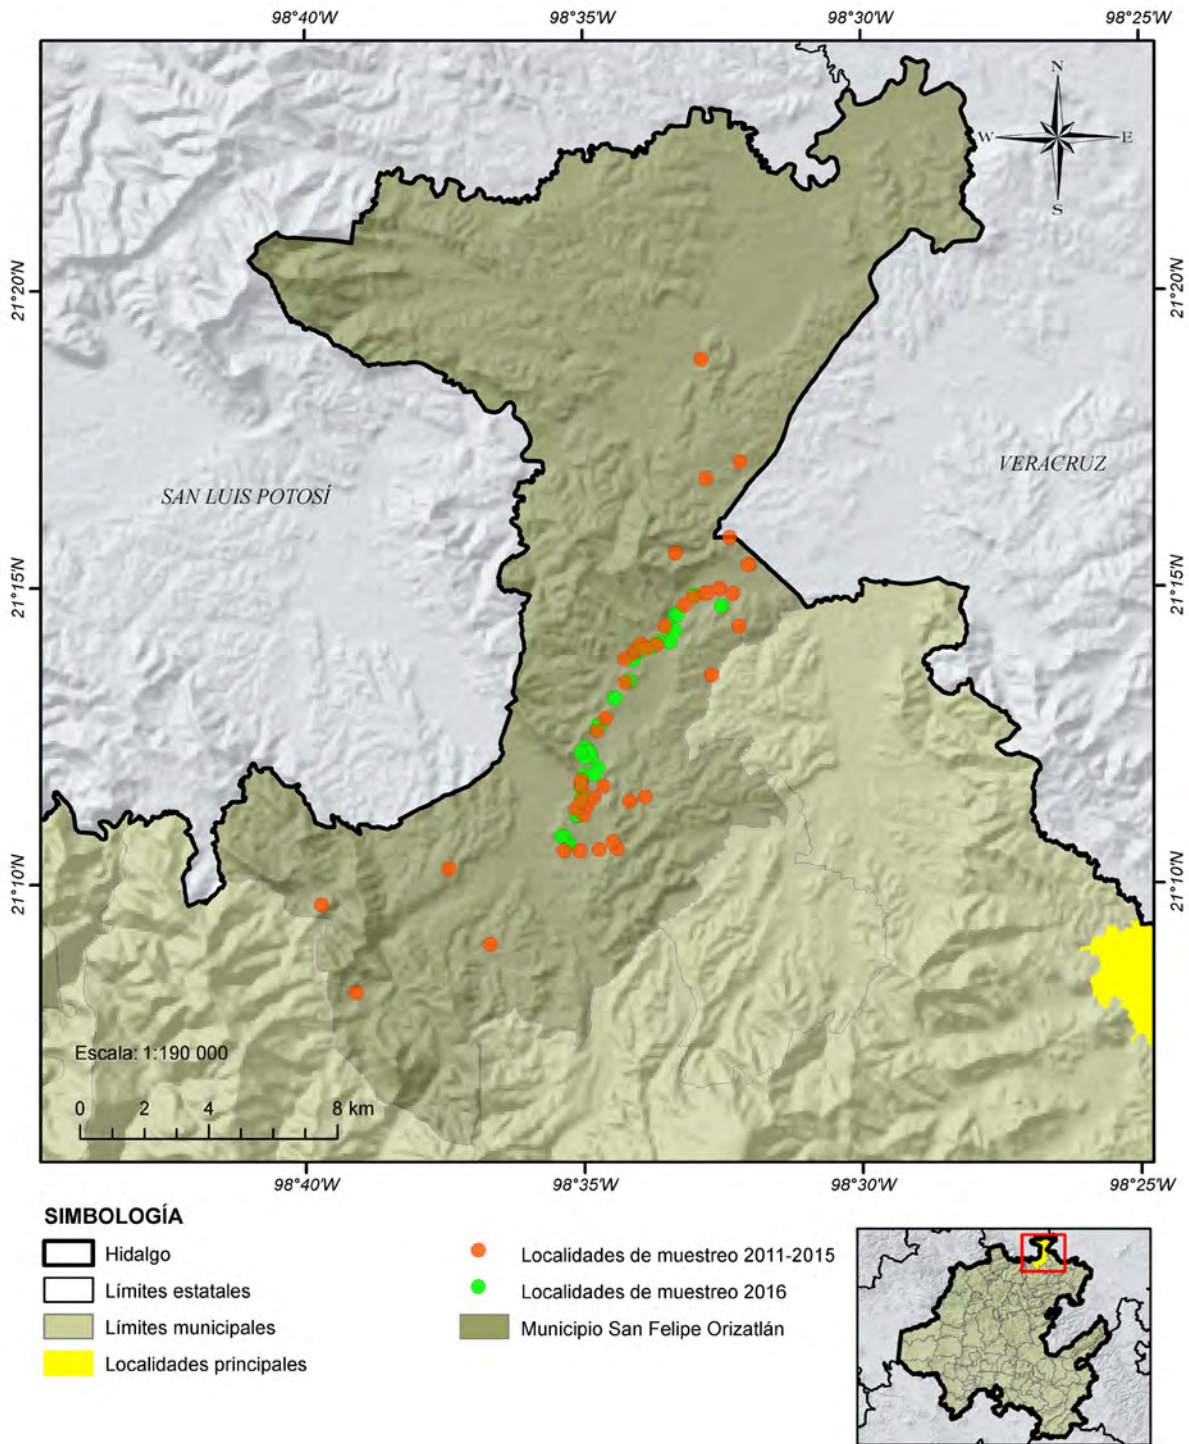 98°40'W 98°35'W 98°30'W 98°25'W
N
W E
S
21°20'N 21°20'N
VERACRUZ
SAN LUIS POTOSÍ
21°15'N 21°15'N
21°10'N 21°10'N
Escala: 1:190 000
0 2 4 8 km
98°40'W 98°35'W 98°30'W 98°25'W
SIMBOLOGÍA
Hidalgo
Límites estatales
Límites municipales
Localidades principales
Localidades de muestreo 2011-2015
Localidades de muestreo 2016
Municipio San Felipe Orizatlán